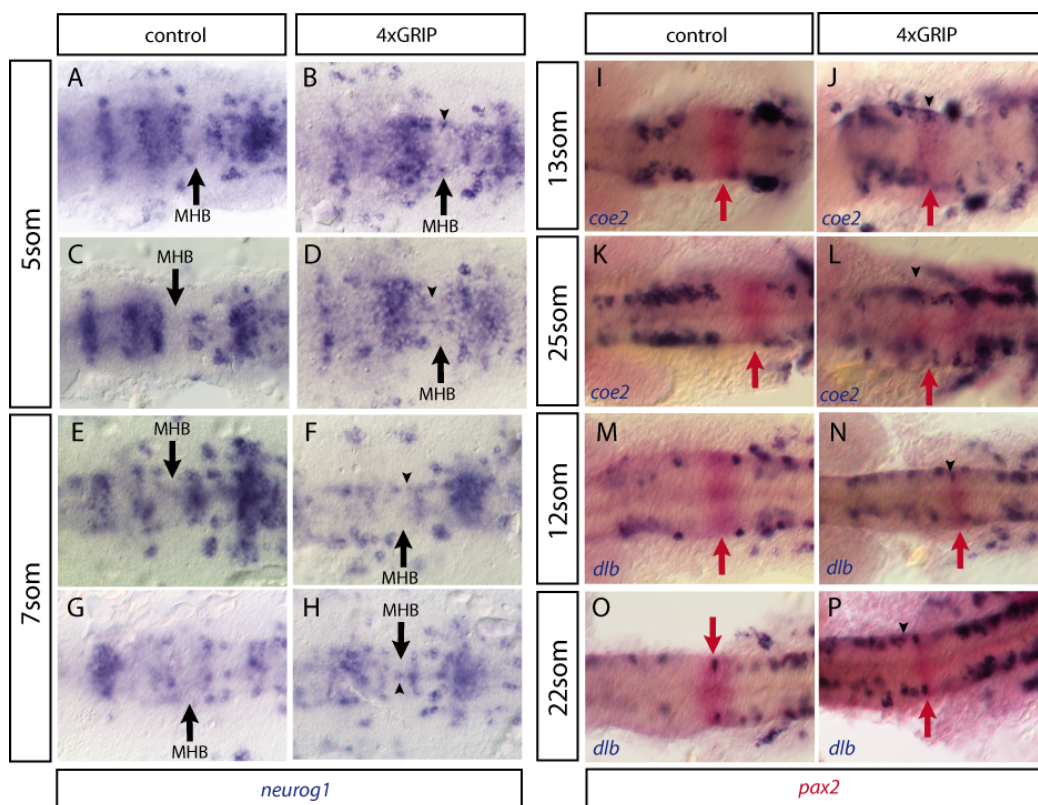 control
4xGRIP
control
4xGRIP
5som
7som
13som
25som
12som
22som
A
MHB
B
MHB
C
MHB
D
MHB
E
MHB
F
MHB
G
MHB
H
MHB
I
coe2
J
coe2
K
coe2
L
coe2
M
dlb
N
dlb
O
dlb
P
dlb
neurog1
pax2